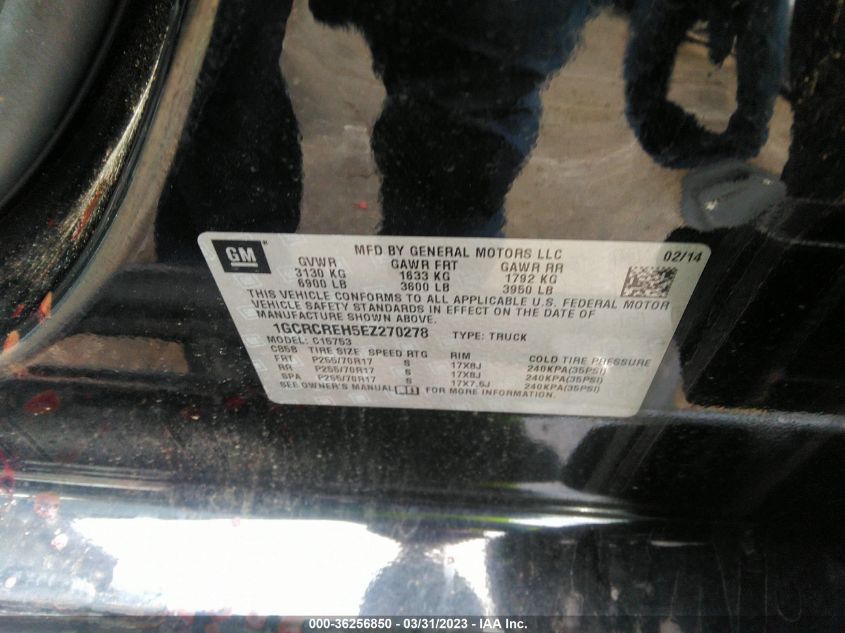 GM ®
MFD BY GENERAL MOTORS LLC 02/14
GVWR GAWR FRT GAWR RR
3130 KG 1633 KG 1792 KG
6900 LB 3600 LB 3950 LB
THIS VEHICLE CONFORMS TO ALL APPLICABLE U.S. FEDERAL MOTOR
VEHICLE SAFETY STANDARDS IN EFFECT ON THE DATE OF
MANUFACTURE SHOWN ABOVE.
1GCRCREH5EZ270278 TYPE: TRUCK
MODEL: C15753
C85B TIRE SIZE SPEED RTG RIM COLD TIRE PRESSURE
FRT P255/70R17 S 17X8J 240KPA(35PSI)
RR P255/70R17 S 17X8J 240KPA(35PSI)
SPA P255/70R17 S 17X7.5J 240KPA(35PSI)
SEE OWNER'S MANUAL FOR MORE INFORMATION.
000-36256850 - 03/31/2023 - IAA Inc.